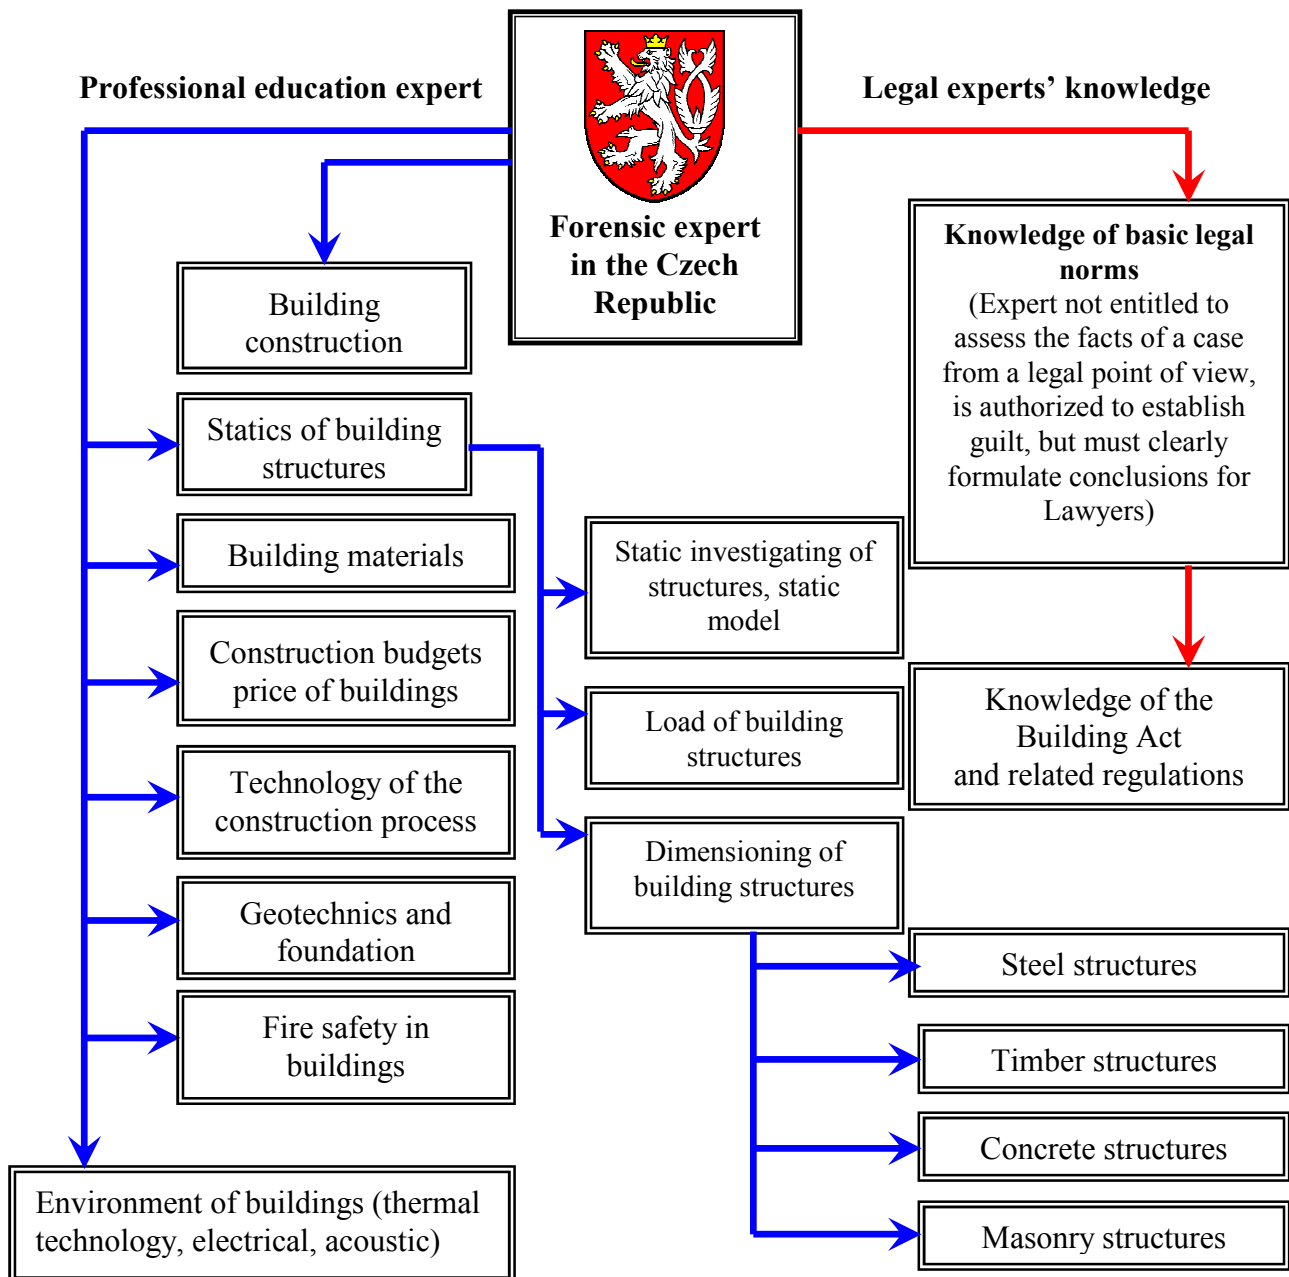 Professional education expert
Legal experts’ knowledge
Forensic expert
in the Czech
Republic
Building
construction
Statics of building
structures
Building materials
Construction budgets
price of buildings
Technology of the
construction process
Geotechnics and
foundation
Fire safety in
buildings
Environment of buildings (thermal
technology, electrical, acoustic)
Static investigating of
structures, static
model
Load of building
structures
Dimensioning of
building structures
Knowledge of basic legal
norms
(Expert not entitled to
assess the facts of a case
from a legal point of view,
is authorized to establish
guilt, but must clearly
formulate conclusions for
Lawyers)
Knowledge of the
Building Act
and related regulations
Steel structures
Timber structures
Concrete structures
Masonry structures